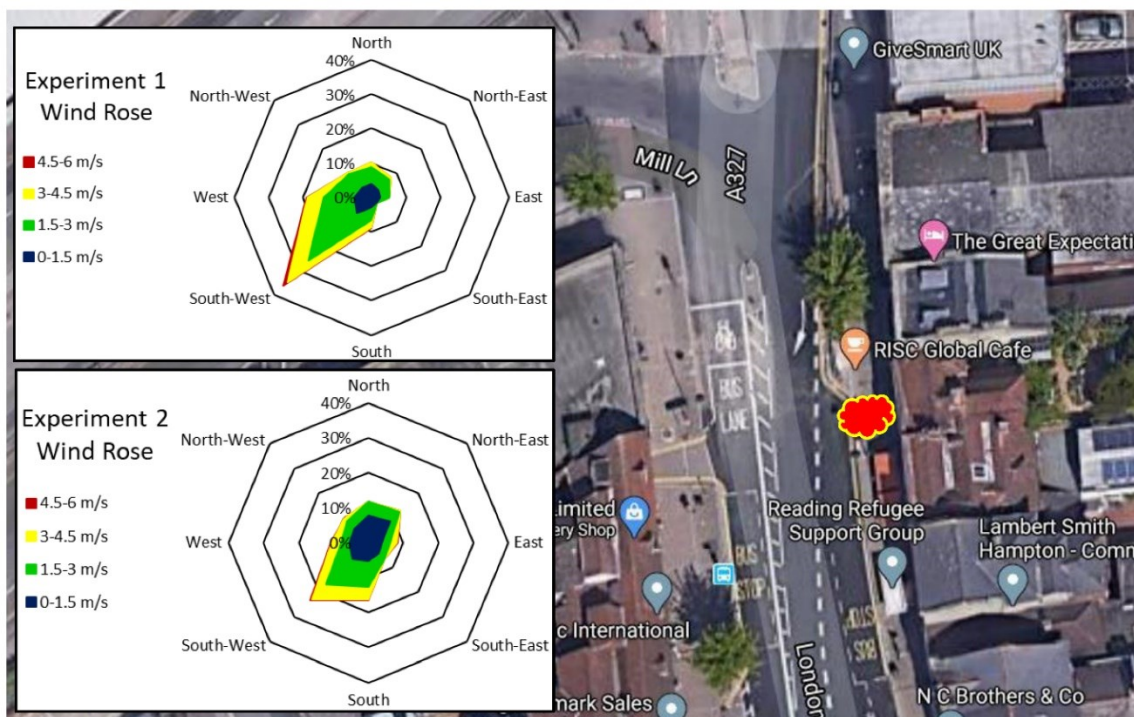 Experiment 1
Wind Rose
4.5-6 m/s
3-4.5 m/s
1.5-3 m/s
0-1.5 m/s
North
North-East
East
South-East
South
South-West
West
North-West
40%
30%
20%
10%
0%
Experiment 2
Wind Rose
4.5-6 m/s
3-4.5 m/s
1.5-3 m/s
0-1.5 m/s
North
North-East
East
South-East
South
South-West
West
North-West
40%
30%
20%
10%
0%
GiveSmart UK
Mill Ln
A327
The Great Expectati
RISC Global Cafe
BUS
LANE
Limited
ery Shop
Reading Refugee
Support Group
Lambert Smith
Hampton - Comm
BUS
STOP
BUS
STOP
c International
London
mark Sales
N C Brothers & Co